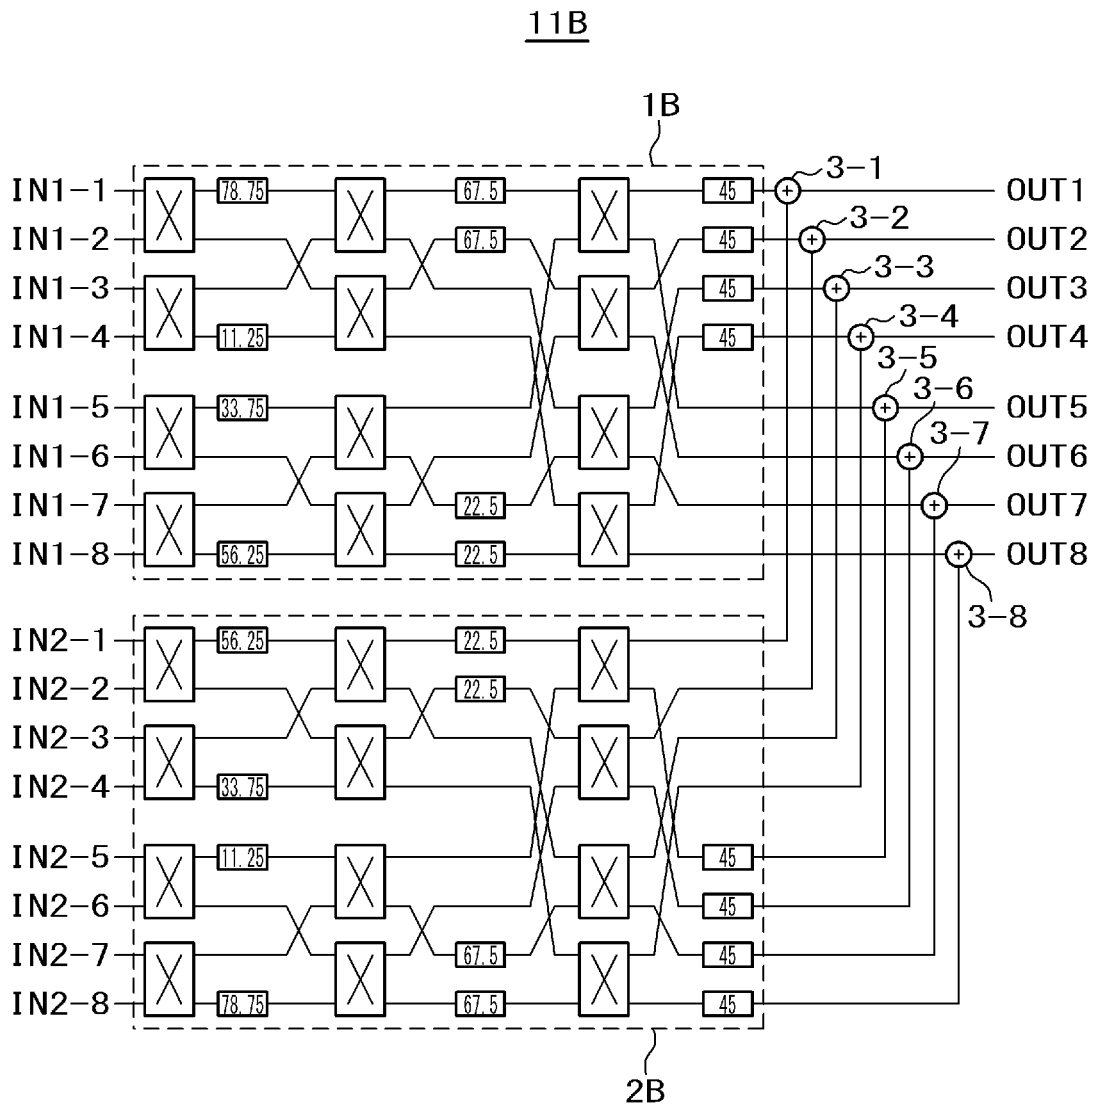 11B
1B
IN1-1 78.75 67.5 45 + 3-1 OUT1
IN1-2 67.5 45 + 3-2 OUT2
IN1-3 45 + 3-3 OUT3
IN1-4 11.25 45 + 3-4 OUT4
IN1-5 33.75 + 3-5 OUT5
IN1-6 + 3-6 OUT6
IN1-7 22.5 + 3-7 OUT7
IN1-8 56.25 22.5 + OUT8
3-8
IN2-1 56.25 22.5
IN2-2 22.5
IN2-3
IN2-4 33.75
IN2-5 11.25 45
IN2-6 45
IN2-7 67.5 45
IN2-8 78.75 67.5 45
2B